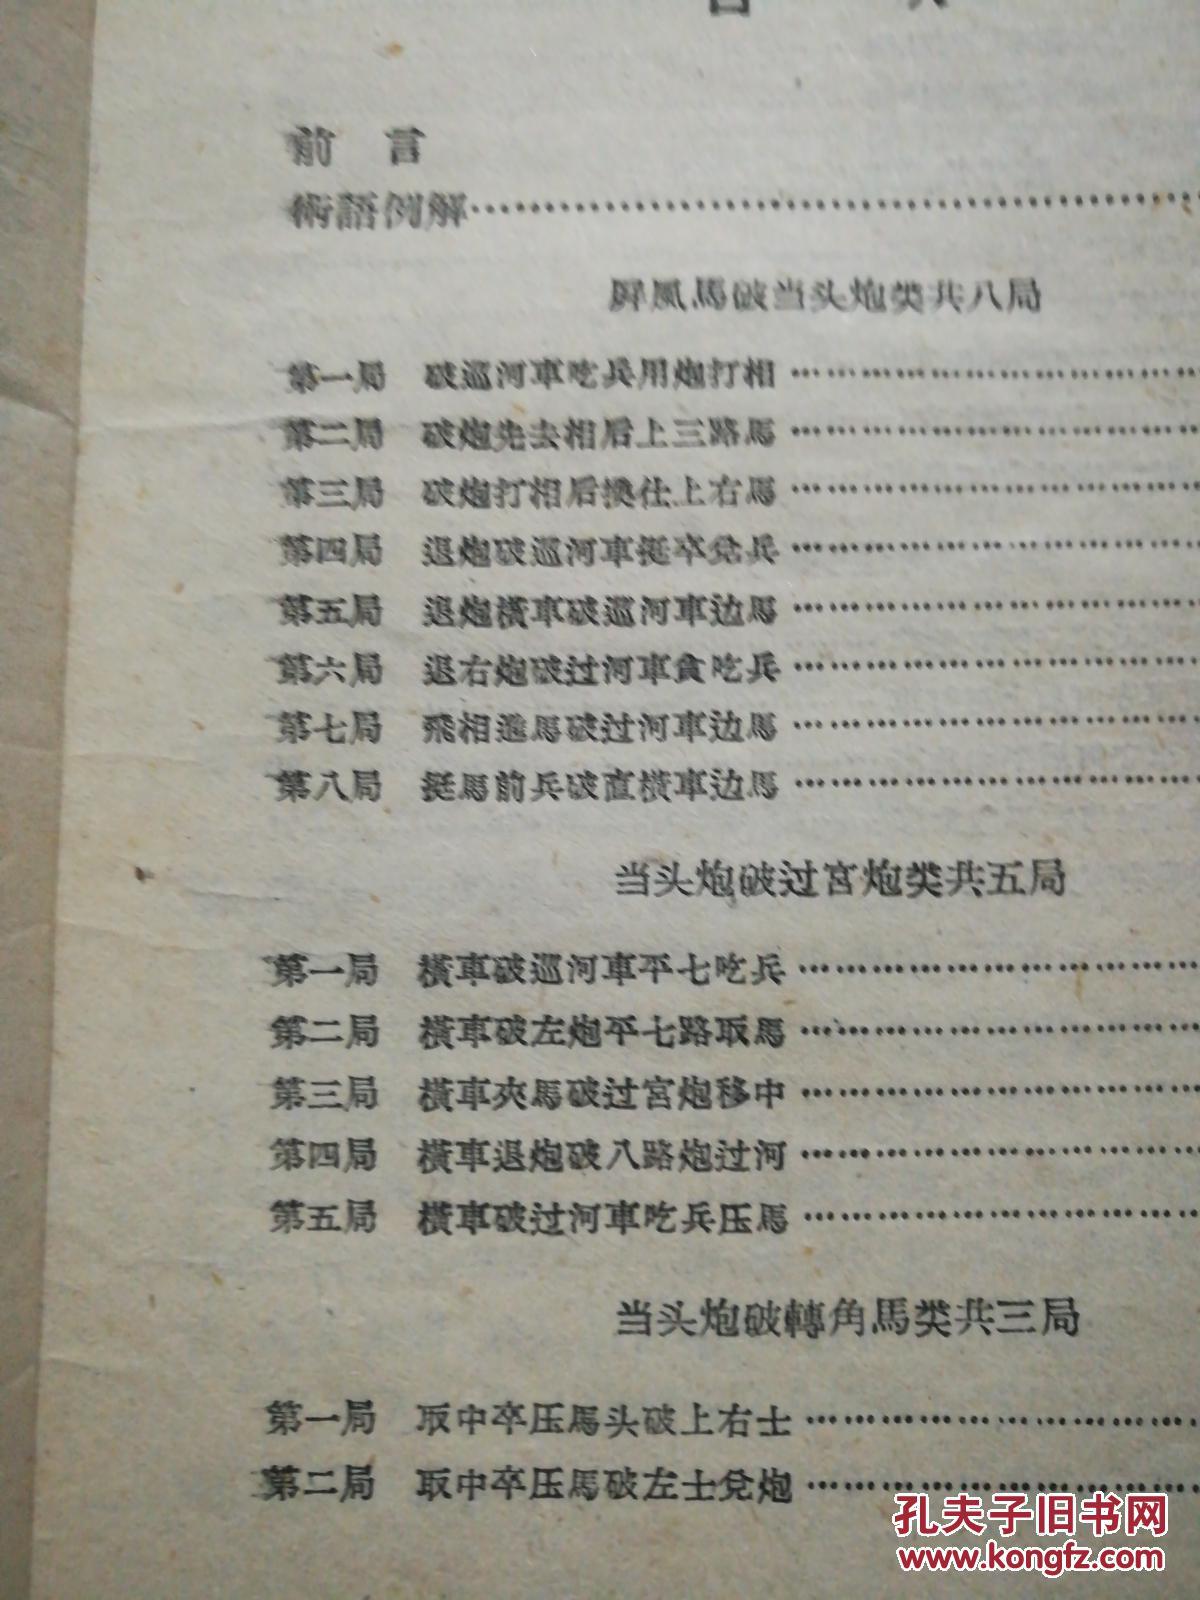 前　言
術語例解…………………………………………
屏風馬破当头炮类共八局
第一局　破巡河車吃兵用炮打相…………………………
第二局　破炮先去相后上三路馬…………………………
第三局　破炮打相后換仕上右馬…………………………
第四局　退炮破巡河車挺卒兌兵…………………………
第五局　退炮橫車破巡河車边馬…………………………
第六局　退右炮破过河車貪吃兵…………………………
第七局　飛相進馬破过河車边馬…………………………
第八局　挺馬前兵破直橫車边馬…………………………
当头炮破过宮炮类共五局
第一局　橫車破巡河車平七吃兵…………………………
第二局　橫車破左炮平七路取馬…………………………
第三局　橫車夾馬破过宮炮移中…………………………
第四局　橫車退炮破八路炮过河…………………………
第五局　橫車破过河車吃兵压馬…………………………
当头炮破轉角馬类共三局
第一局　取中卒压馬头破上右士…………………………
第二局　取中卒压馬破左士兌炮…………………………
孔夫子旧书网
www.kongfz.com